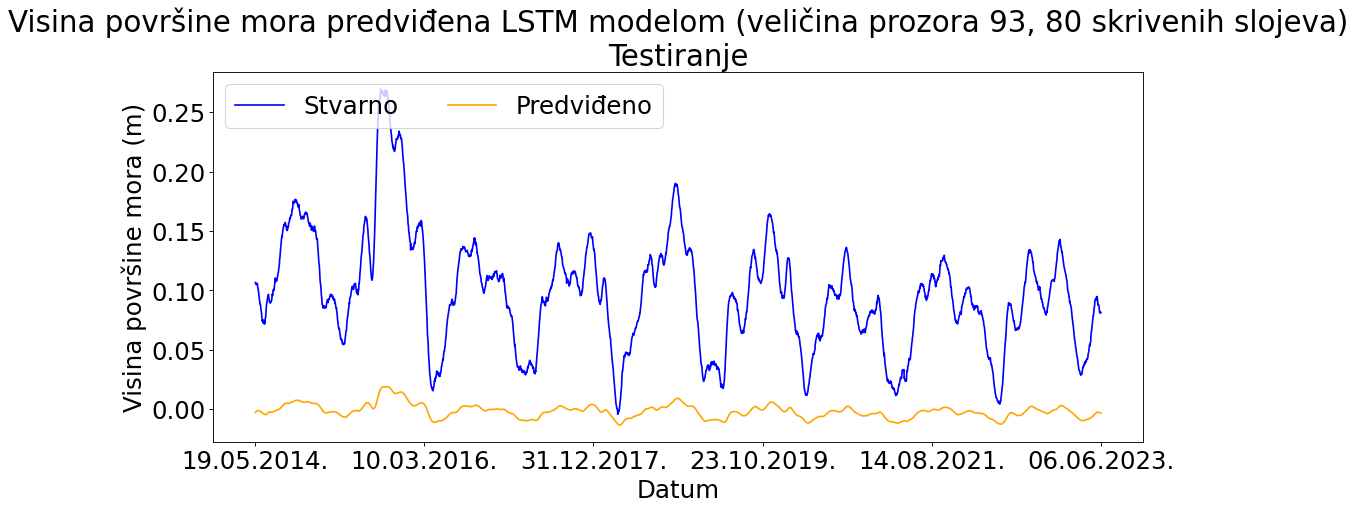 Visina površine mora predviđena LSTM modelom (veličina prozora 93, 80 skrivenih slojeva)
Testiranje
Stvarno Predviđeno
Visina površine mora (m)
0.25
0.20
0.15
0.10
0.05
0.00
19.05.2014. 10.03.2016. 31.12.2017. 23.10.2019. 14.08.2021. 06.06.2023.
Datum